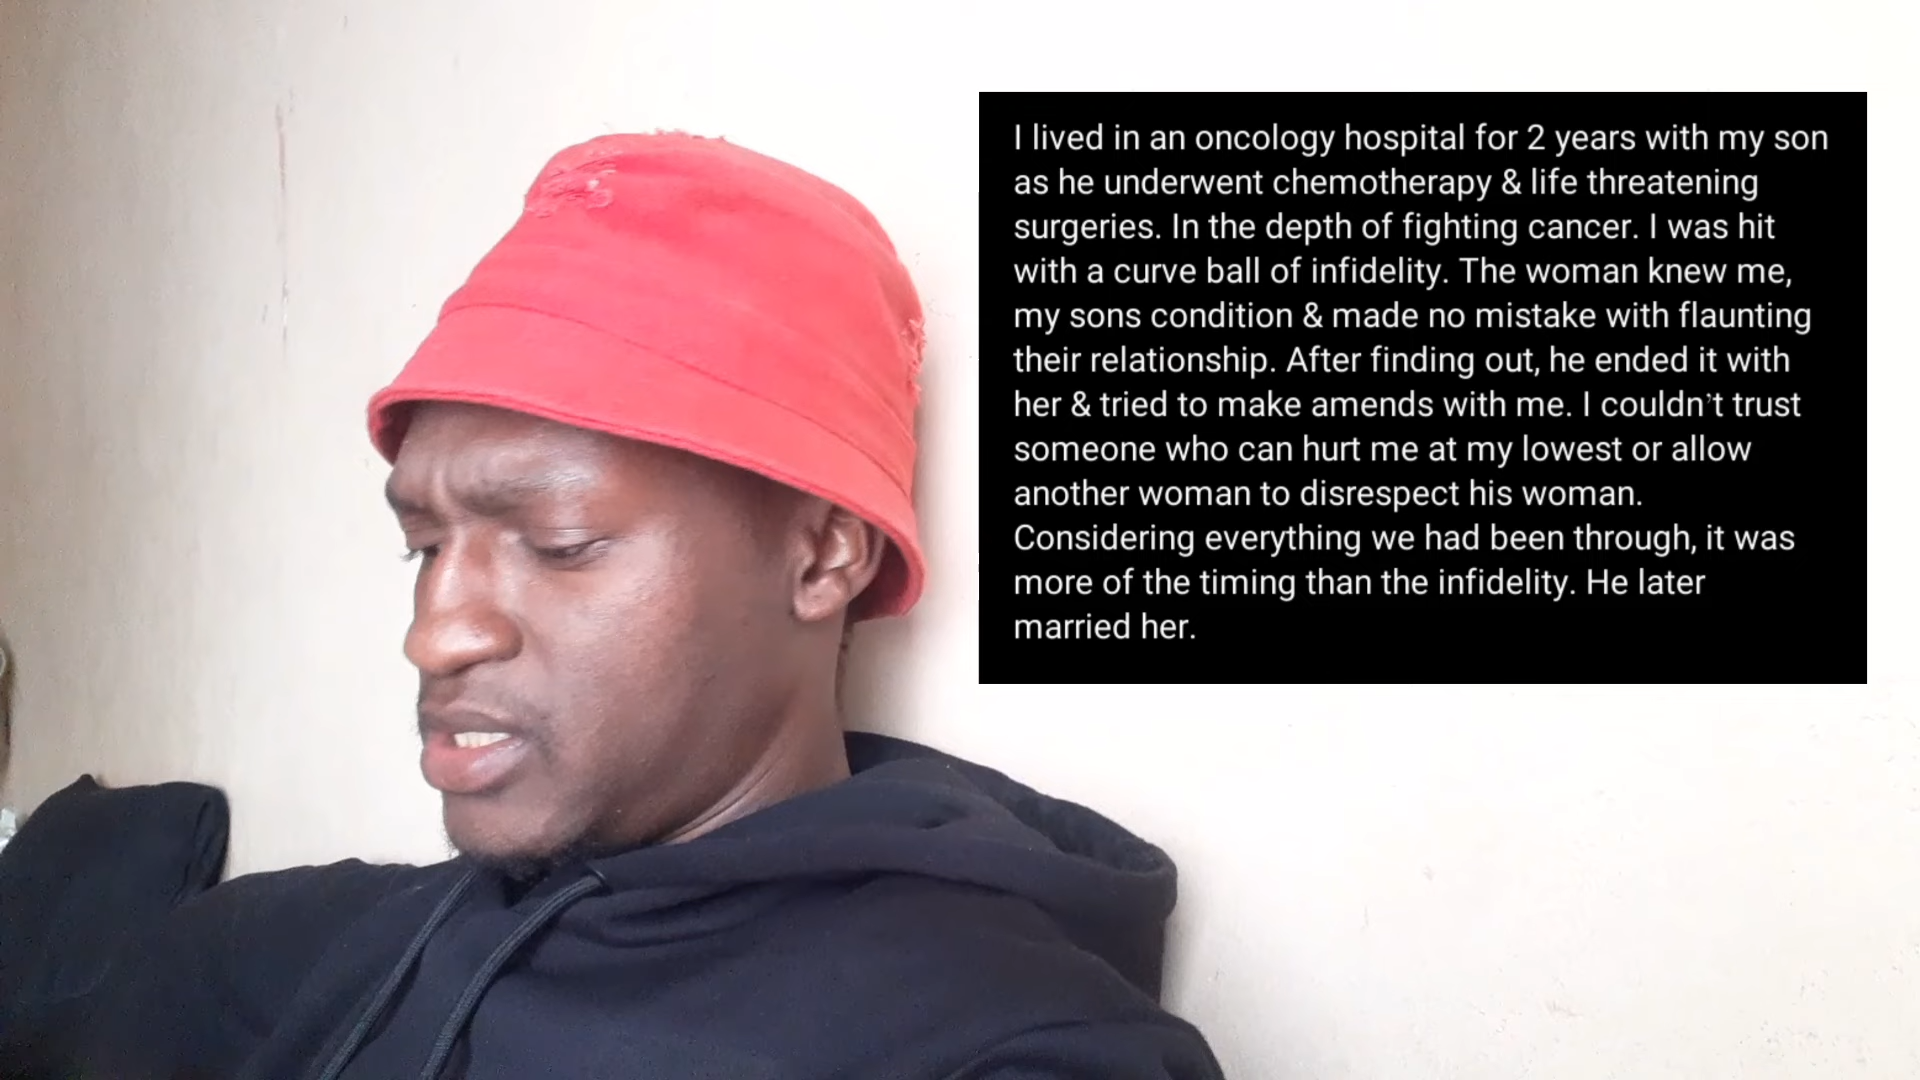 I lived in an oncology hospital for 2 years with my son
as he underwent chemotherapy & life threatening
surgeries. In the depth of fighting cancer. I was hit
with a curve ball of infidelity. The woman knew me,
my sons condition & made no mistake with flaunting
their relationship. After finding out, he ended it with
her & tried to make amends with me. I couldn't trust
someone who can hurt me at my lowest or allow
another woman to disrespect his woman.
Considering everything we had been through, it was
more of the timing than the infidelity. He later
married her.